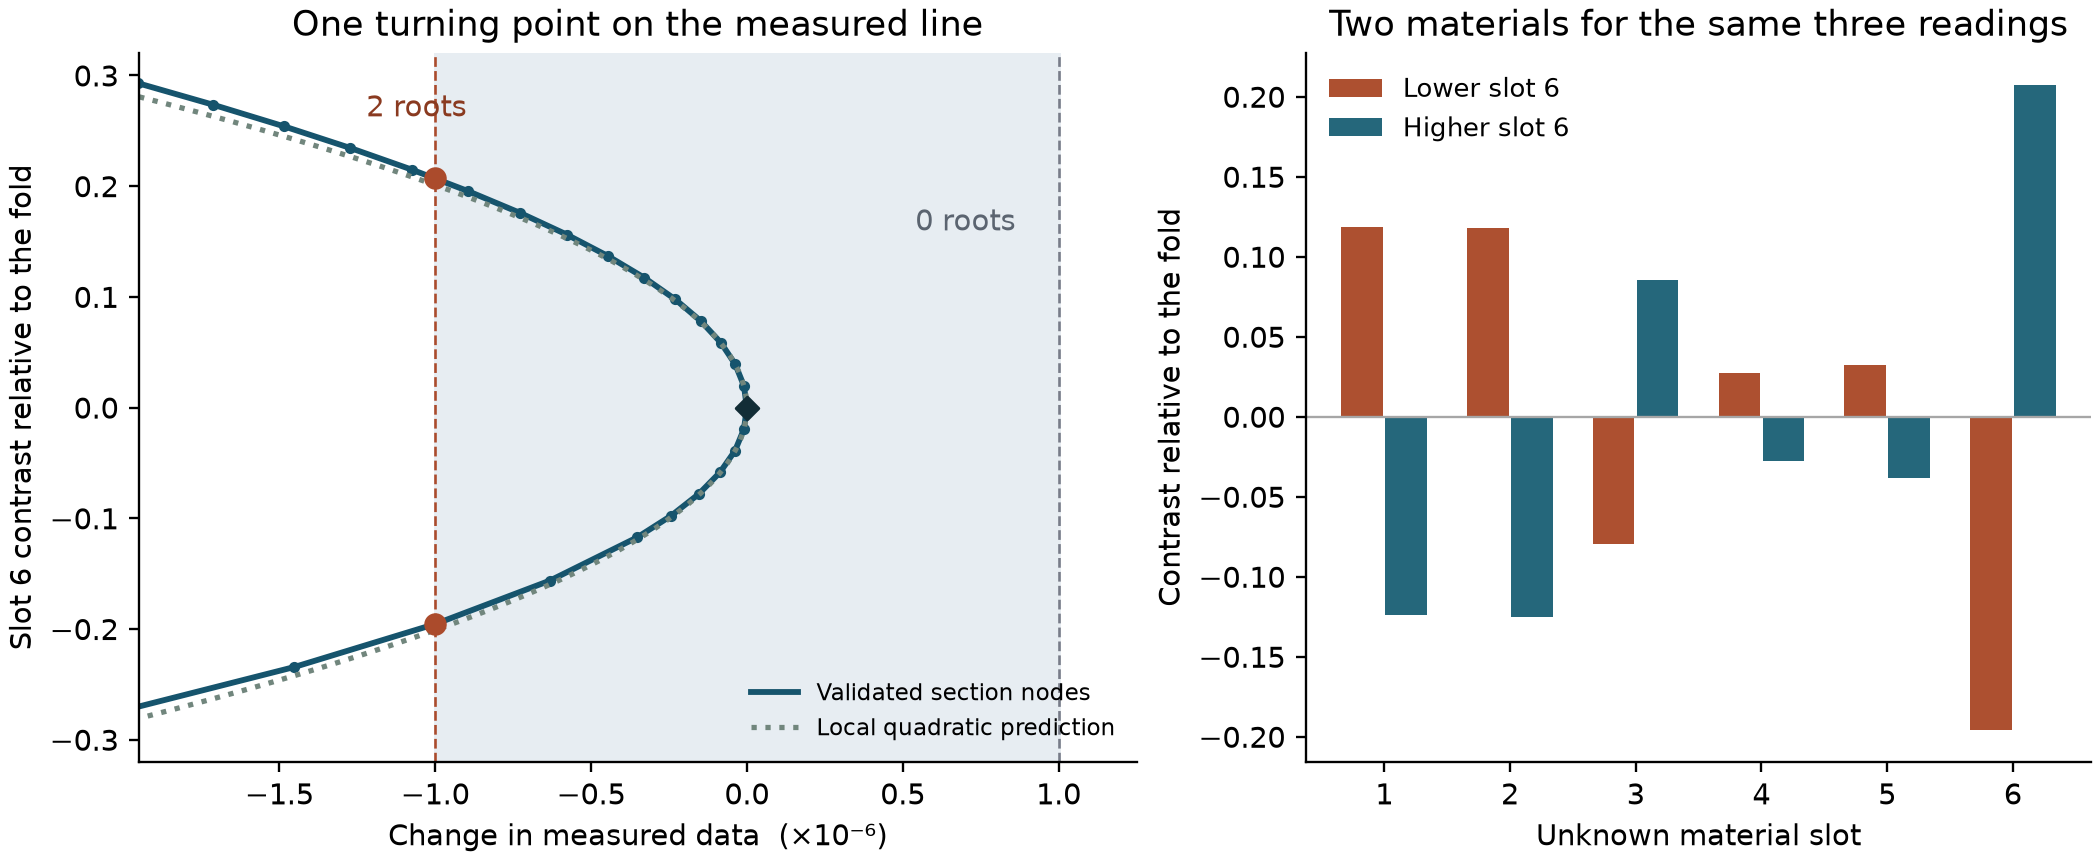 One turning point on the measured line
Slot 6 contrast relative to the fold
0.3
0.2
0.1
0.0
−0.1
−0.2
−0.3
2 roots
0 roots
Validated section nodes
Local quadratic prediction
−1.5
−1.0
−0.5
0.0
0.5
1.0
Change in measured data (×10⁻⁶)
Two materials for the same three readings
Contrast relative to the fold
0.20
0.15
0.10
0.05
0.00
−0.05
−0.10
−0.15
−0.20
Lower slot 6
Higher slot 6
1
2
3
4
5
6
Unknown material slot